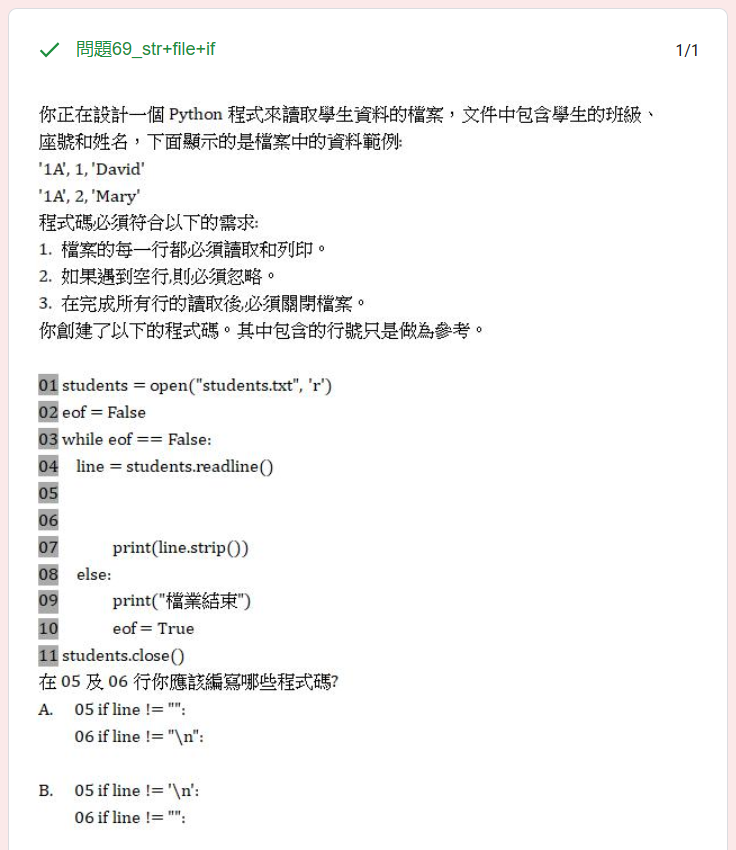 問題69_str+file+if
1/1
你正在設計一個 Python 程式來讀取學生資料的檔案，文件中包含學生的班級、
座號和姓名，下面顯示的是檔案中的資料範例:
'1A', 1, 'David'
'1A', 2, 'Mary'
程式碼必須符合以下的需求:
1. 檔案的每一行都必須讀取和列印。
2. 如果遇到空行,則必須忽略。
3. 在完成所有行的讀取後,必須關閉檔案。
你創建了以下的程式碼。其中包含的行號只是做為參考。
01 students = open("students.txt", 'r')
02 eof = False
03 while eof == False:
04 line = students.readline()
05
06
07 print(line.strip())
08 else:
09 print("檔業結束")
10 eof = True
11 students.close()
在 05 及 06 行你應該編寫哪些程式碼?
A. 05 if line != "":
06 if line != "\n":
B. 05 if line != '\n':
06 if line != "":